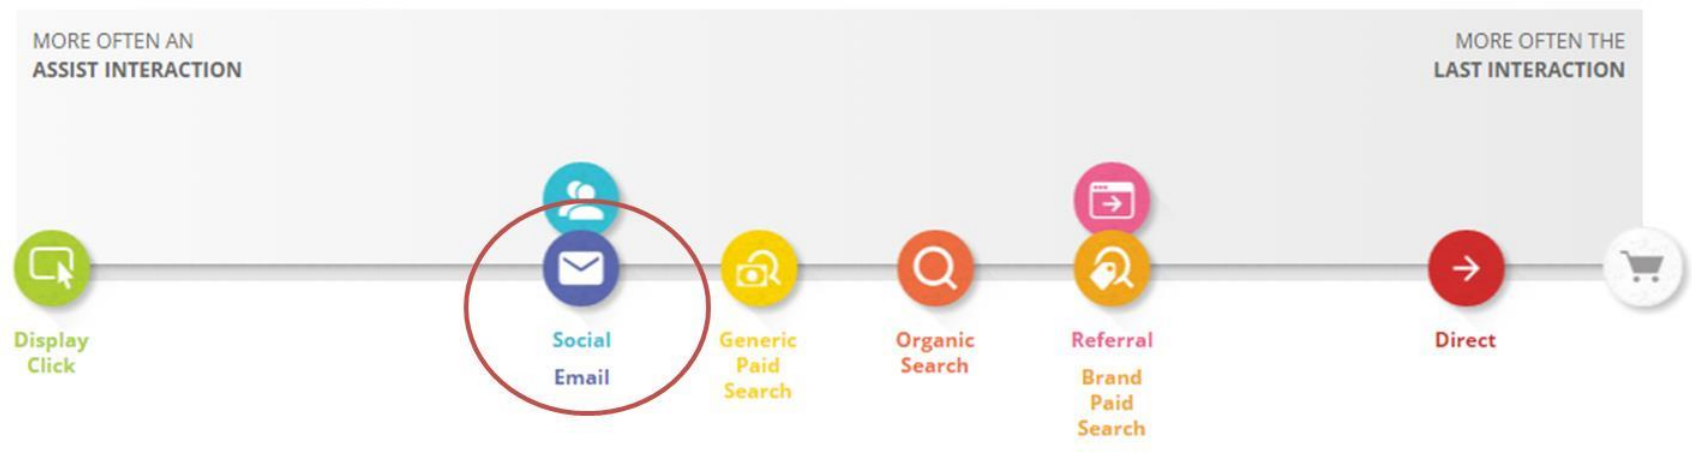 MORE OFTEN AN
ASSIST INTERACTION
MORE OFTEN THE
LAST INTERACTION
Display
Click
Social
Email
Generic
Paid
Search
Organic
Search
Referral
Brand
Paid
Search
Direct